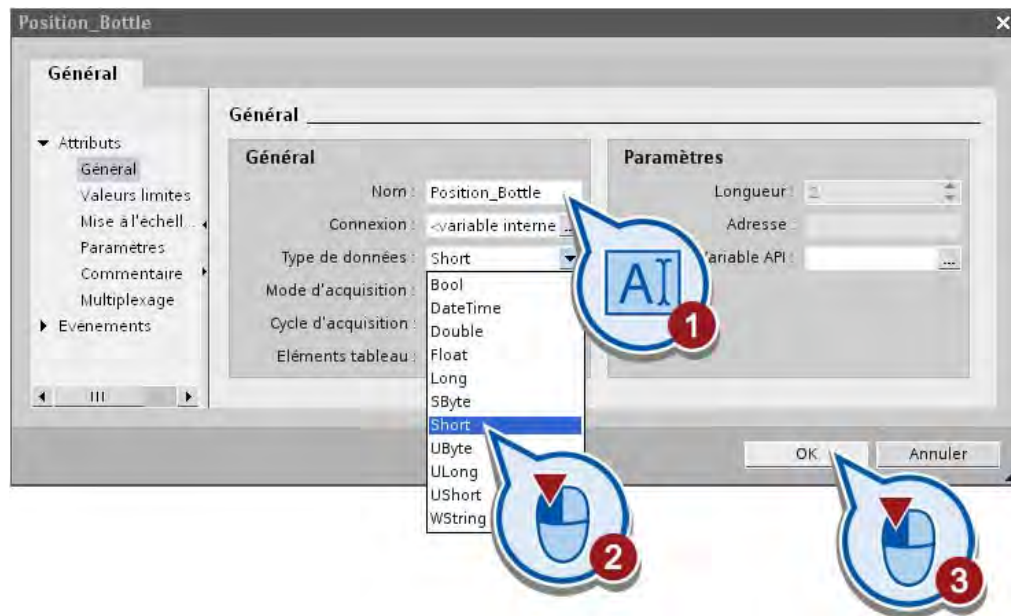 Position_Bottle
Général
Attributs
Général
Valeurs limites
Mise à l'échell...
Paramètres
Commentaire
Multiplexage
Evénements
Général
Général
Nom : Position_Bottle
Connexion : <variable interne ...
Type de données : Short
Mode d'acquisition :
Cycle d'acquisition :
Eléments tableau :
Bool
DateTime
Double
Float
Long
SByte
Short
UByte
ULong
UShort
WString
Paramètres
Longueur : 2
Adresse :
ariable API : ...
A
1
2
OK
Annuler
3